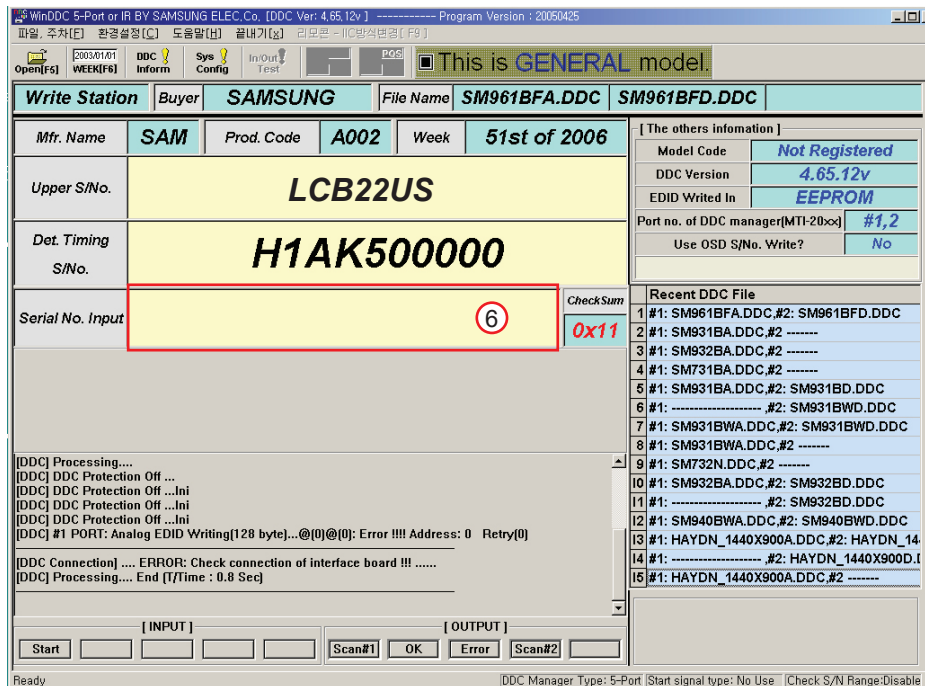 WinDDC 5-Port or IR BY SAMSUNG ELEC,Co, [DDC Ver: 4,65,12v ] ----------- Program Version : 20050425
파일, 주차[F] 환경설정[C] 도움말[H] 끝내기[x] 리모콘 - IIC방식변경[ F9 ]
Open[F5] 2003/01/01 WEEK[F6] DDC Inform Sys Config In/Out Test POS This is GENERAL model.
Write Station Buyer SAMSUNG File Name SM961BFA.DDC SM961BFD.DDC
Mfr. Name SAM Prod. Code A002 Week 51st of 2006
Upper S/No. LCB22US
Det. Timing S/No. H1AK500000
Serial No. Input 6 CheckSum 0x11
[ The others infomation ]
Model Code Not Registered
DDC Version 4.65.12v
EDID Writed In EEPROM
Port no. of DDC manager(MTI-20xx) #1,2
Use OSD S/No. Write? No
Recent DDC File
1 #1: SM961BFA.DDC,#2: SM961BFD.DDC
2 #1: SM931BA.DDC,#2 -------
3 #1: SM932BA.DDC,#2 -------
4 #1: SM731BA.DDC,#2 -------
5 #1: SM931BA.DDC,#2: SM931BD.DDC
6 #1: ------------------- ,#2: SM931BWD.DDC
7 #1: SM931BWA.DDC,#2: SM931BWD.DDC
8 #1: SM931BWA.DDC,#2 -------
9 #1: SM732N.DDC,#2 -------
10 #1: SM932BA.DDC,#2: SM932BD.DDC
11 #1: ------------------- ,#2: SM932BD.DDC
12 #1: SM940BWA.DDC,#2: SM940BWD.DDC
13 #1: HAYDN_1440X900A.DDC,#2: HAYDN_14
14 #1: ------------------- ,#2: HAYDN_1440X900D.
15 #1: HAYDN_1440X900A.DDC,#2 -------
[DDC] Processing....
[DDC] DDC Protection Off ...
[DDC] DDC Protection Off ...Ini
[DDC] DDC Protection Off ...Ini
[DDC] DDC Protection Off ...Ini
[DDC] #1 PORT: Analog EDID Writing(128 byte)...@(0)@(0): Error !!!! Address: 0 Retry(0)
[DDC Connection] .... ERROR: Check connection of interface board !!! ......
[DDC] Processing.... End (T/Time : 0.8 Sec)
[ INPUT ] [ OUTPUT ]
Start Scan#1 OK Error Scan#2
Ready DDC Manager Type: 5-Port Start signal type: No Use Check S/N Range:Disable